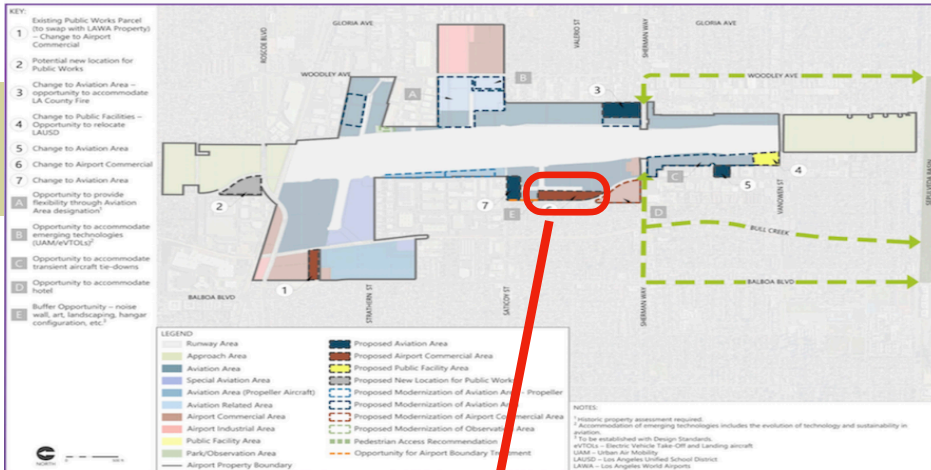 KEY:
1 Existing Public Works Parcel
(to swap with LAWA Property)
– Change to Airport
Commercial
2 Potential new location for
Public Works
3 Change to Aviation Area –
opportunity to accommodate
LA County Fire
4 Change to Public Facilities –
Opportunity to relocate
LAUSD
5 Change to Aviation Area
6 Change to Airport Commercial
7 Change to Aviation Area
A Opportunity to provide
flexibility through Aviation
Area designation¹
B Opportunity to accommodate
emerging technologies
(UAM/eVTOLs)²
C Opportunity to accommodate
transient aircraft tie-downs
D Opportunity to accommodate
hotel
E Buffer Opportunity – noise
wall, art, landscaping, hangar
configuration, etc.³
NORTH
GLORIA AVE
GLORIA AVE
ROSCOE BLVD
VALERIO ST
SHERMAN WAY
WOODLEY AVE
WOODLEY AVE
A
B
3
2
7
E
C
5
4
D
VANOWEN ST
SEPULVEDA BASIN
BULL CREEK
1
BALBOA BLVD
BALBOA BLVD
STRATHERN ST
SATICOY ST
SHERMAN WAY
LEGEND
Runway Area
Approach Area
Aviation Area
Special Aviation Area
Aviation Area (Propeller Aircraft)
Aviation Related Area
Airport Commercial Area
Airport Industrial Area
Public Facility Area
Park/Observation Area
Airport Property Boundary
Proposed Aviation Area
Proposed Airport Commercial Area
Proposed Public Facility Area
Proposed New Location for Public Works
Proposed Modernization of Aviation Area – Propeller
Proposed Modernization of Aviation Area
Proposed Modernization of Airport Commercial Area
Proposed Modernization of Observation Area
Pedestrian Access Recommendation
Opportunity for Airport Boundary Treatment
NOTES:
¹ Historic property assessment required.
² Accommodation of emerging technologies includes the evolution of technology and sustainability in
aviation.
³ To be established with Design Standards.
eVTOLs – Electric Vehicle Take-Off and Landing aircraft
UAM – Urban Air Mobility
LAUSD – Los Angeles Unified School District
LAWA – Los Angeles World Airports